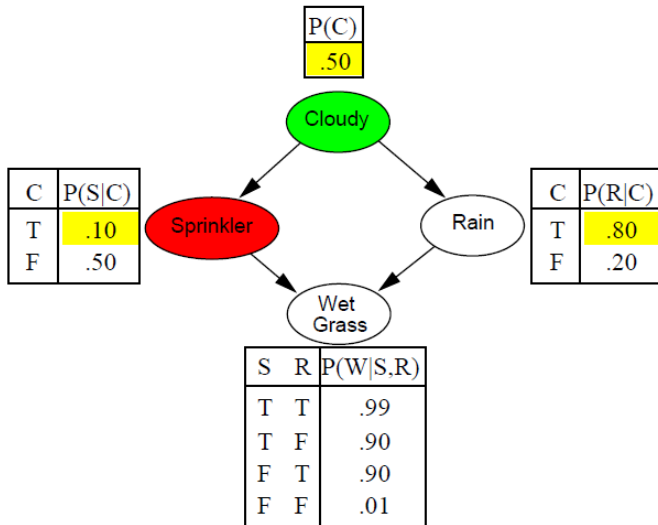 P(C)
.50
Cloudy
C P(S|C)
T .10
F .50
Sprinkler
Rain
C P(R|C)
T .80
F .20
Wet
Grass
S R P(W|S,R)
T T .99
T F .90
F T .90
F F .01